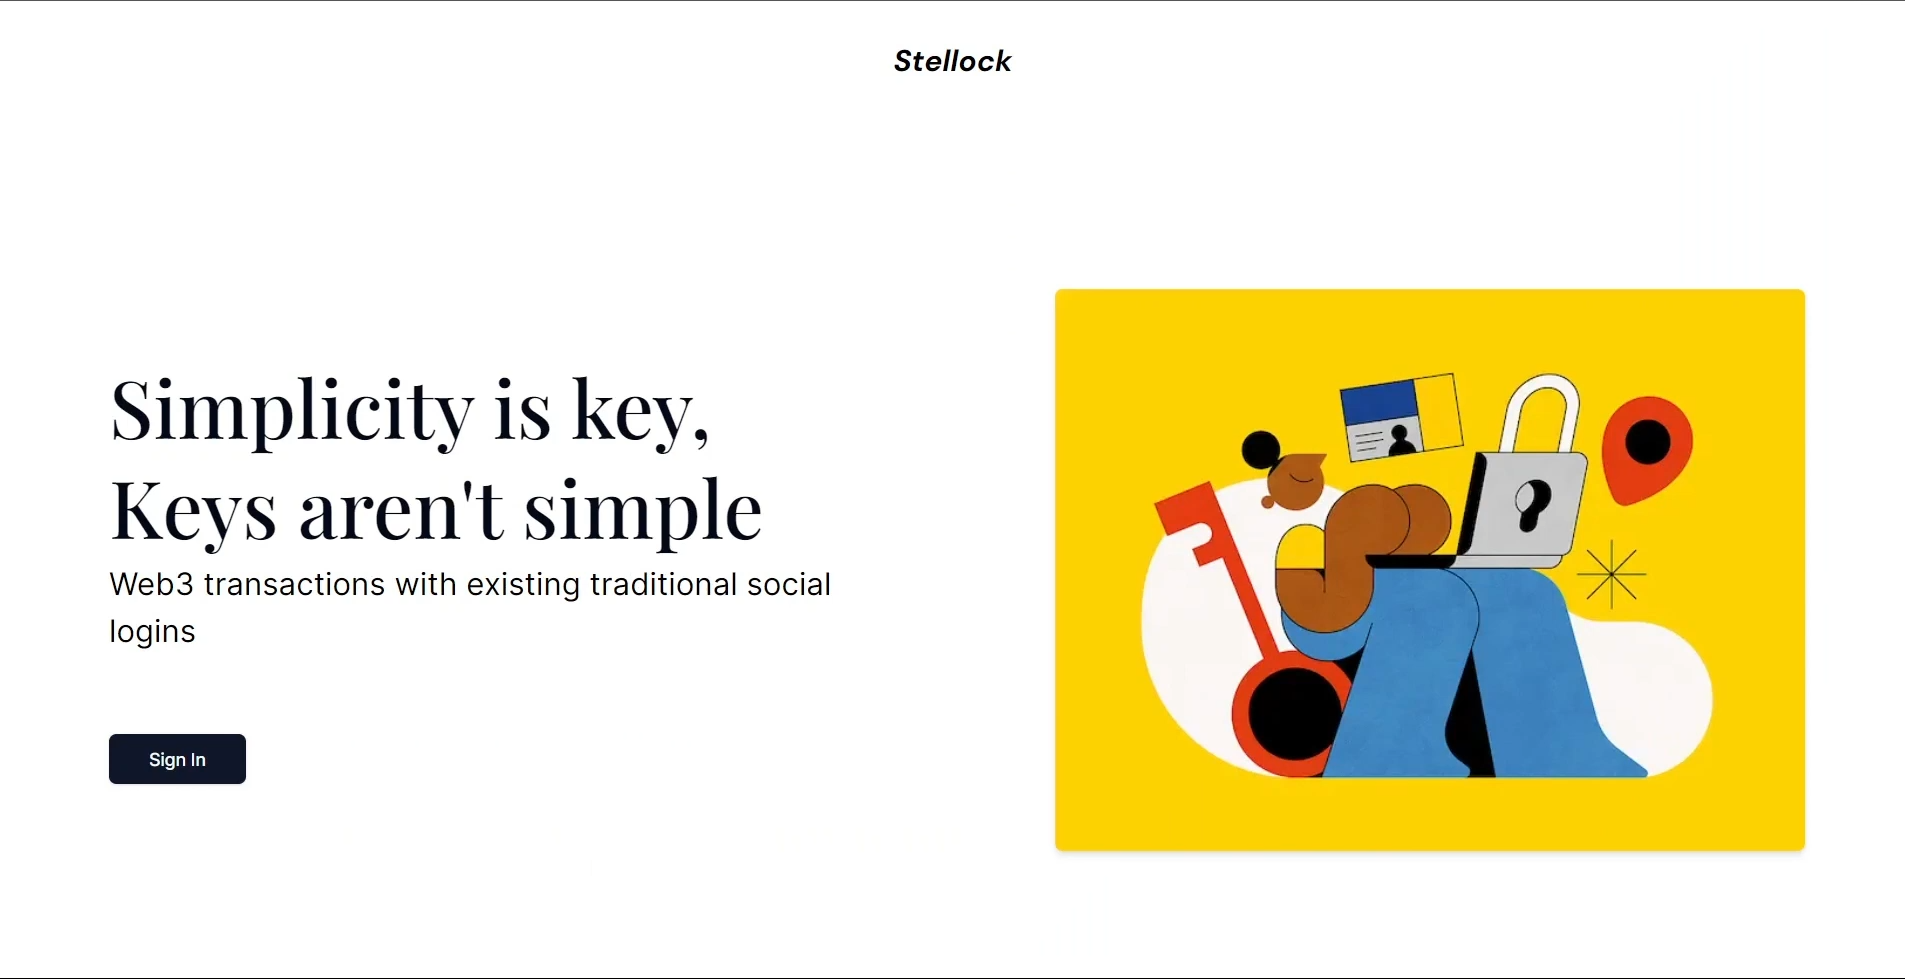 Stellock
Simplicity is key,
Keys aren't simple
Web3 transactions with existing traditional social
logins
Sign In